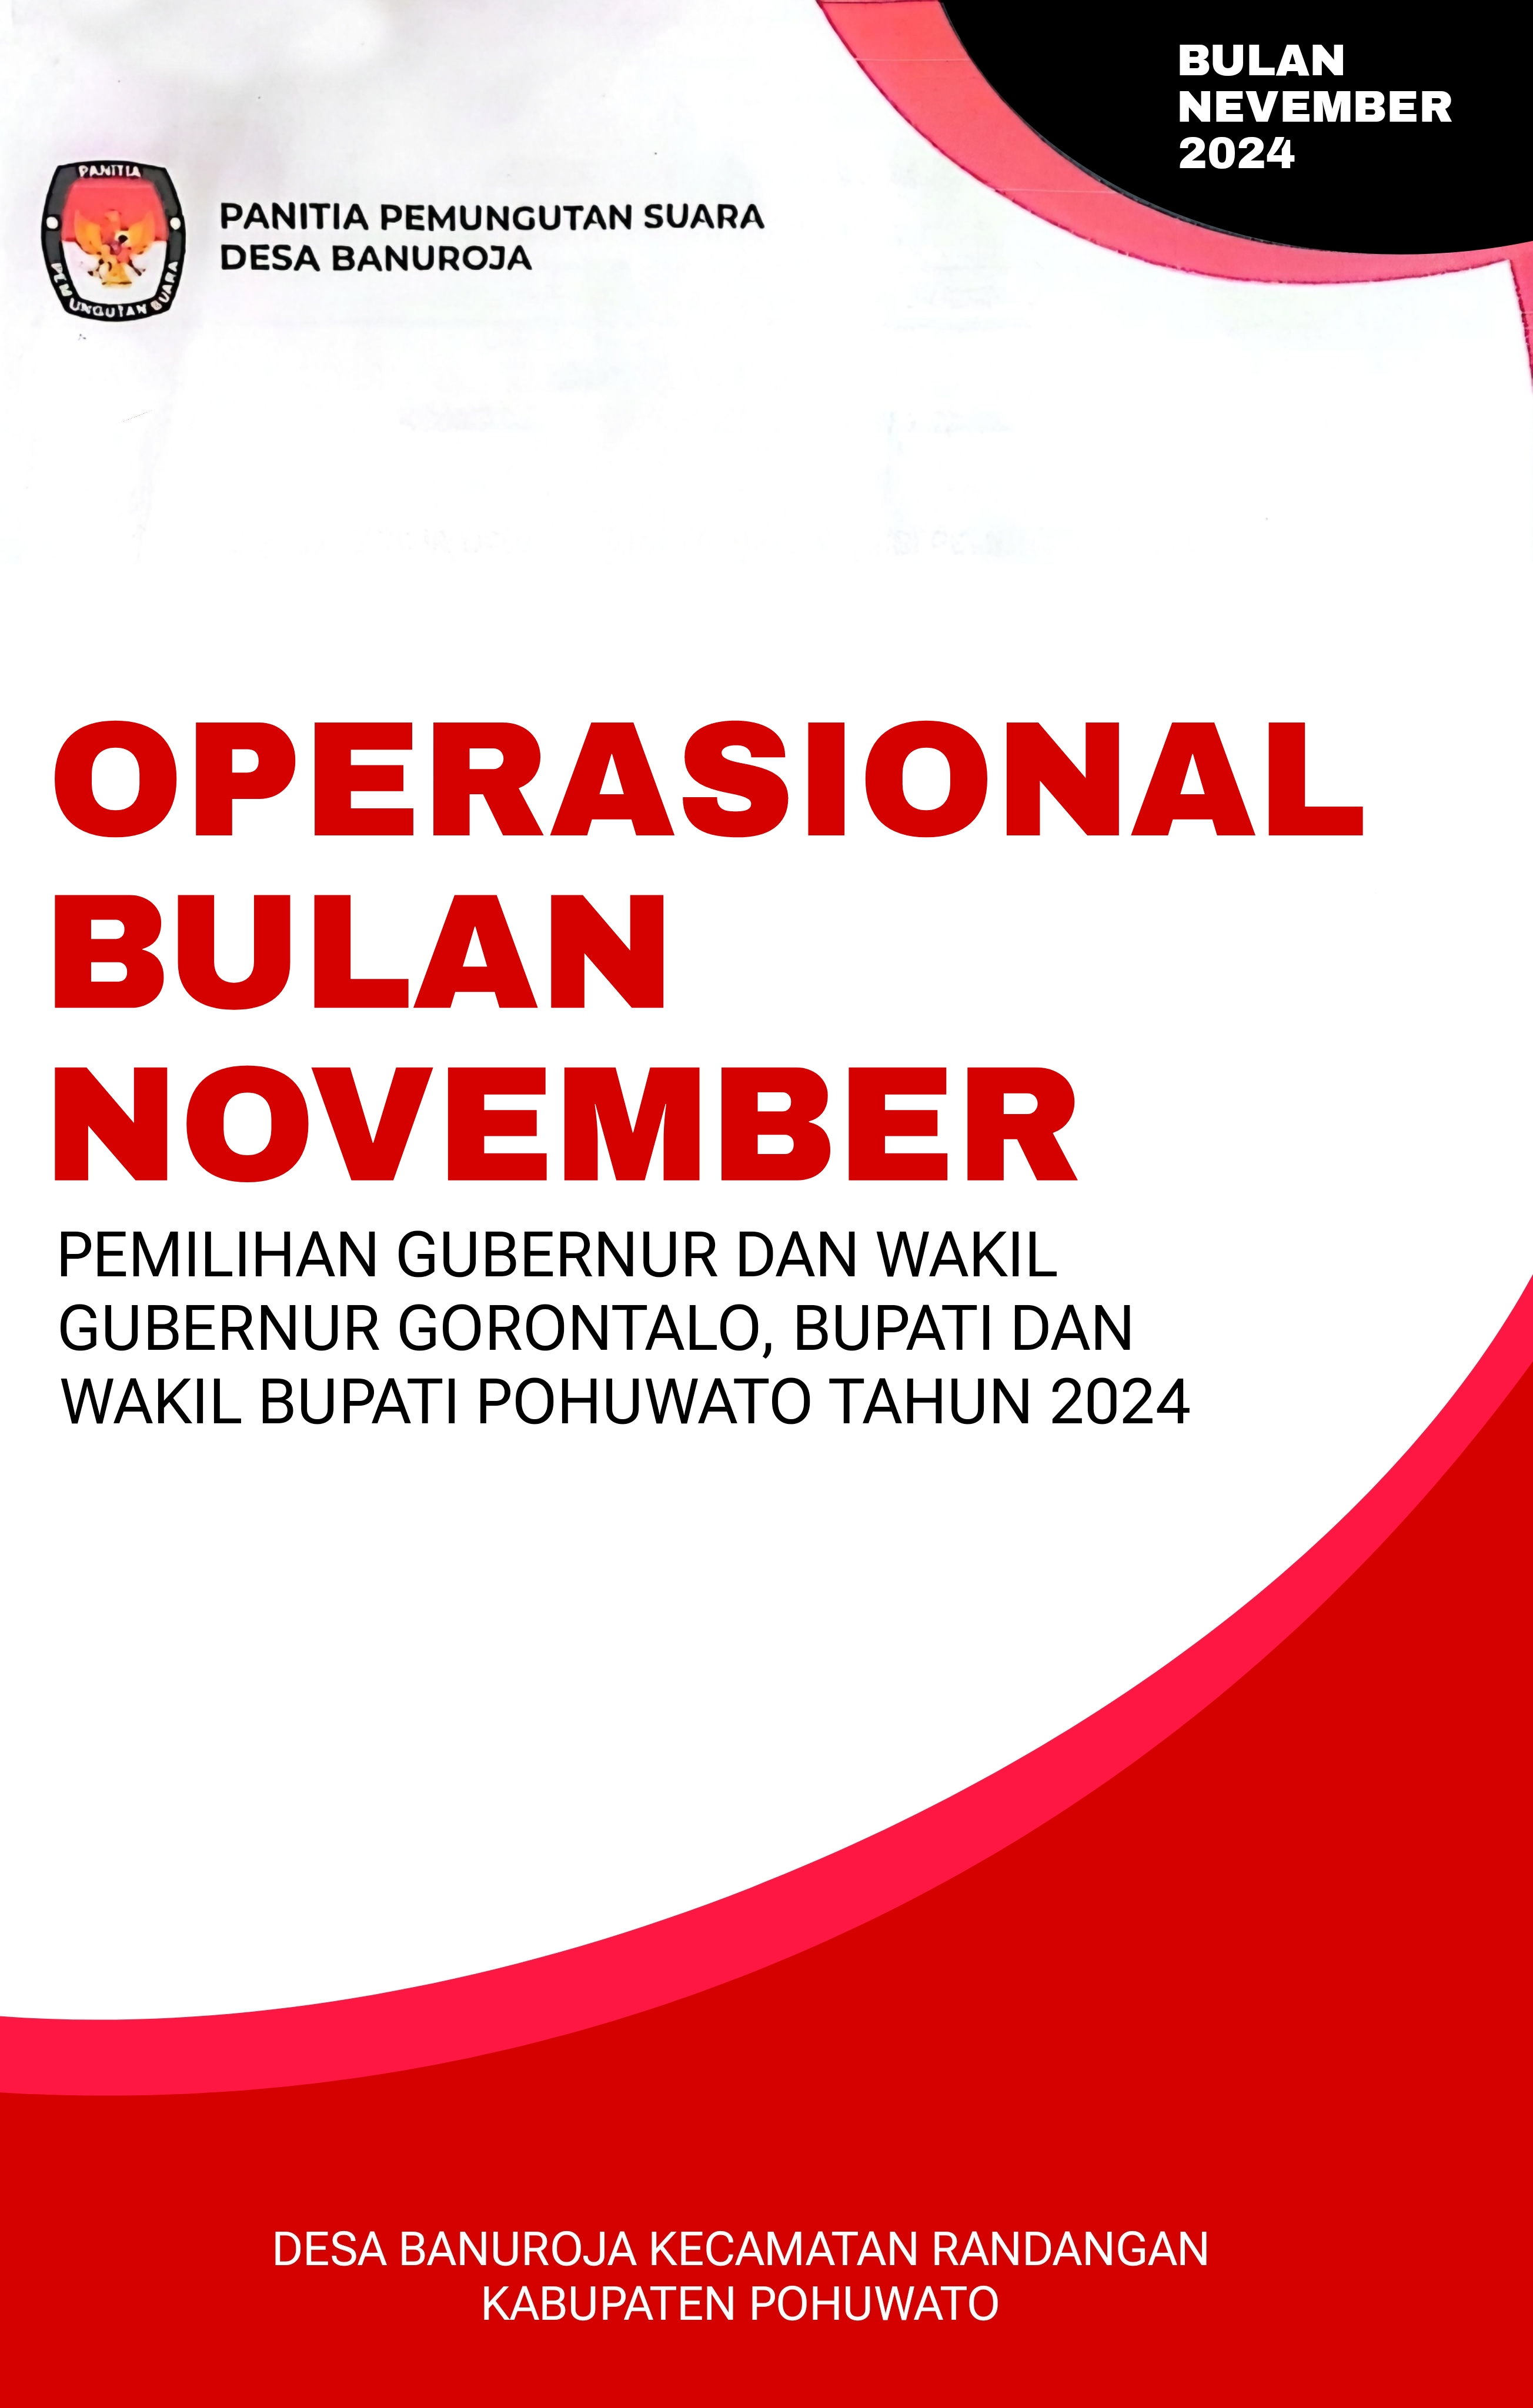 BULAN
NEVEMBER
2024
PANITIA
PEMUNGUTAN SUARA
PANITIA PEMUNGUTAN SUARA
DESA BANUROJA
OPERASIONAL
BULAN
NOVEMBER
PEMILIHAN GUBERNUR DAN WAKIL
GUBERNUR GORONTALO, BUPATI DAN
WAKIL BUPATI POHUWATO TAHUN 2024
DESA BANUROJA KECAMATAN RANDANGAN
KABUPATEN POHUWATO